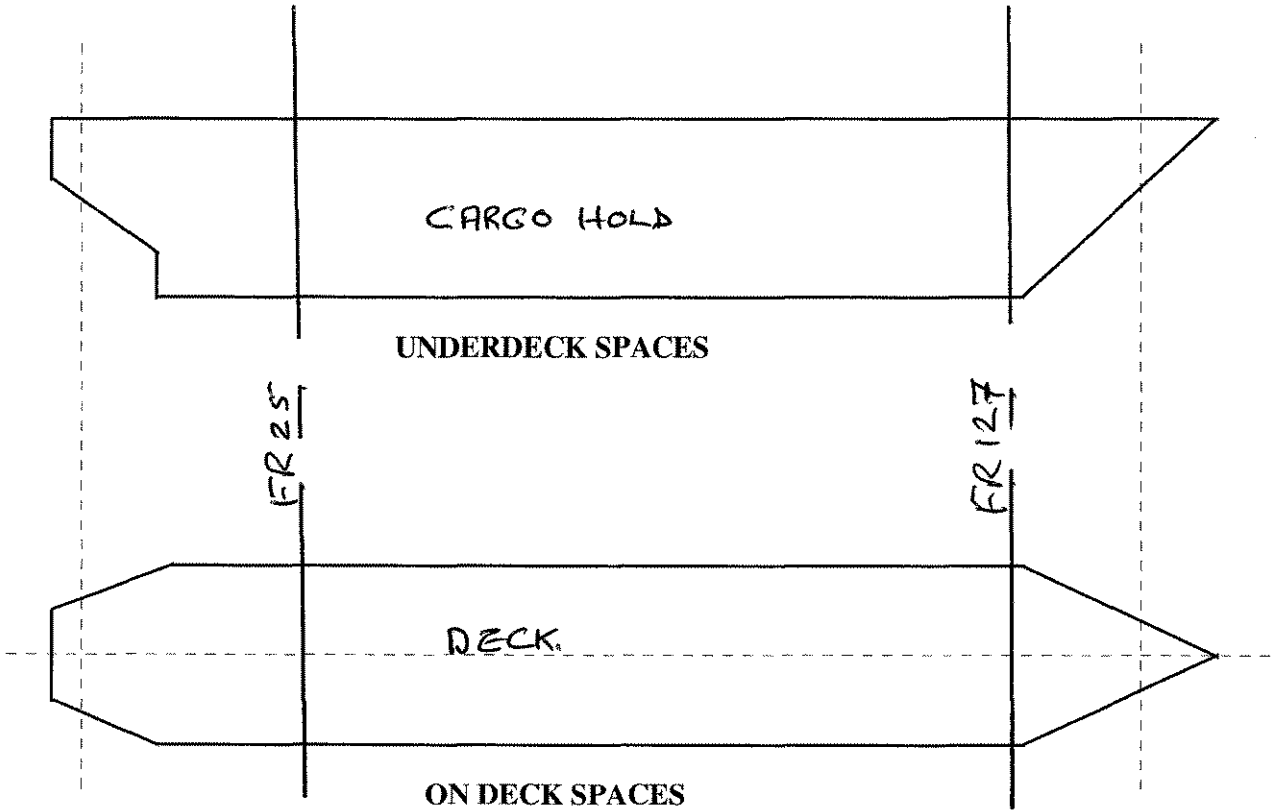 CARGO HOLD
UNDERDECK SPACES
FR 25
FR 127
DECK.
ON DECK SPACES